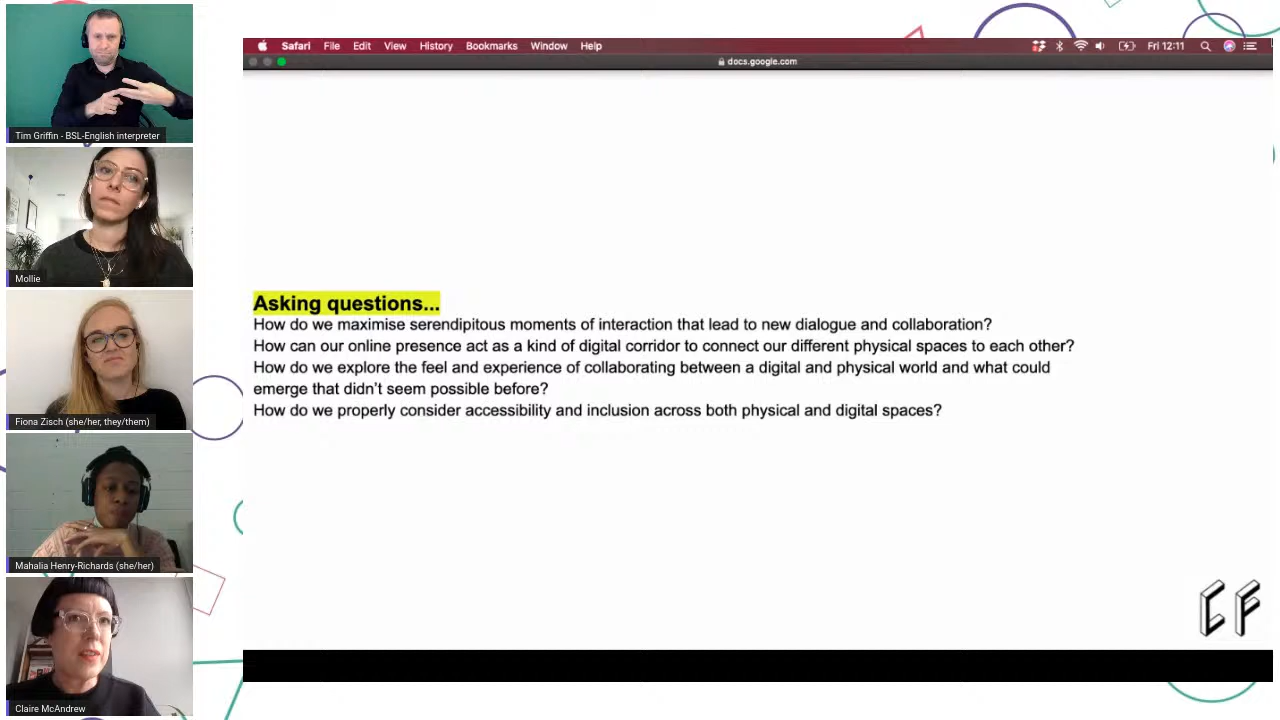 Tim Griffin - BSL-English interpreter
Mollie
Fiona Zisch (she/her, they/them)
Mahalia Henry-Richards (she/her)
Claire McAndrew
Safari File Edit View History Bookmarks Window Help Fri 12:11
docs.google.com
Asking questions...
How do we maximise serendipitous moments of interaction that lead to new dialogue and collaboration?
How can our online presence act as a kind of digital corridor to connect our different physical spaces to each other?
How do we explore the feel and experience of collaborating between a digital and physical world and what could
emerge that didn't seem possible before?
How do we properly consider accessibility and inclusion across both physical and digital spaces?
CF